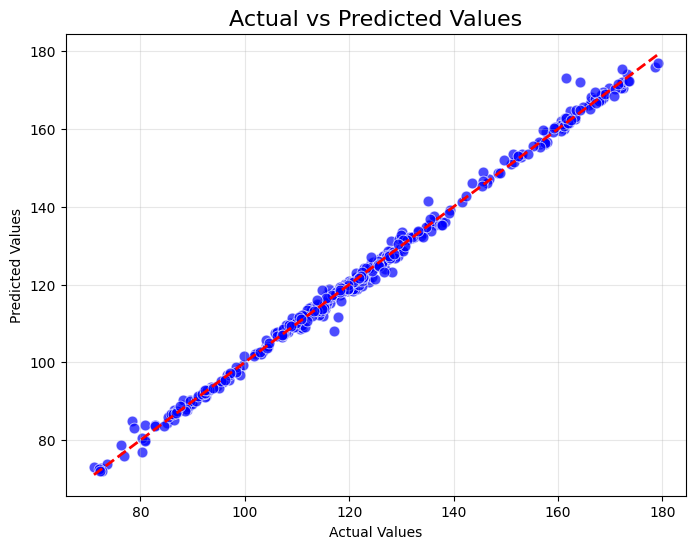 Actual vs Predicted Values
Predicted Values
180
160
140
120
100
80
80 100 120 140 160 180
Actual Values